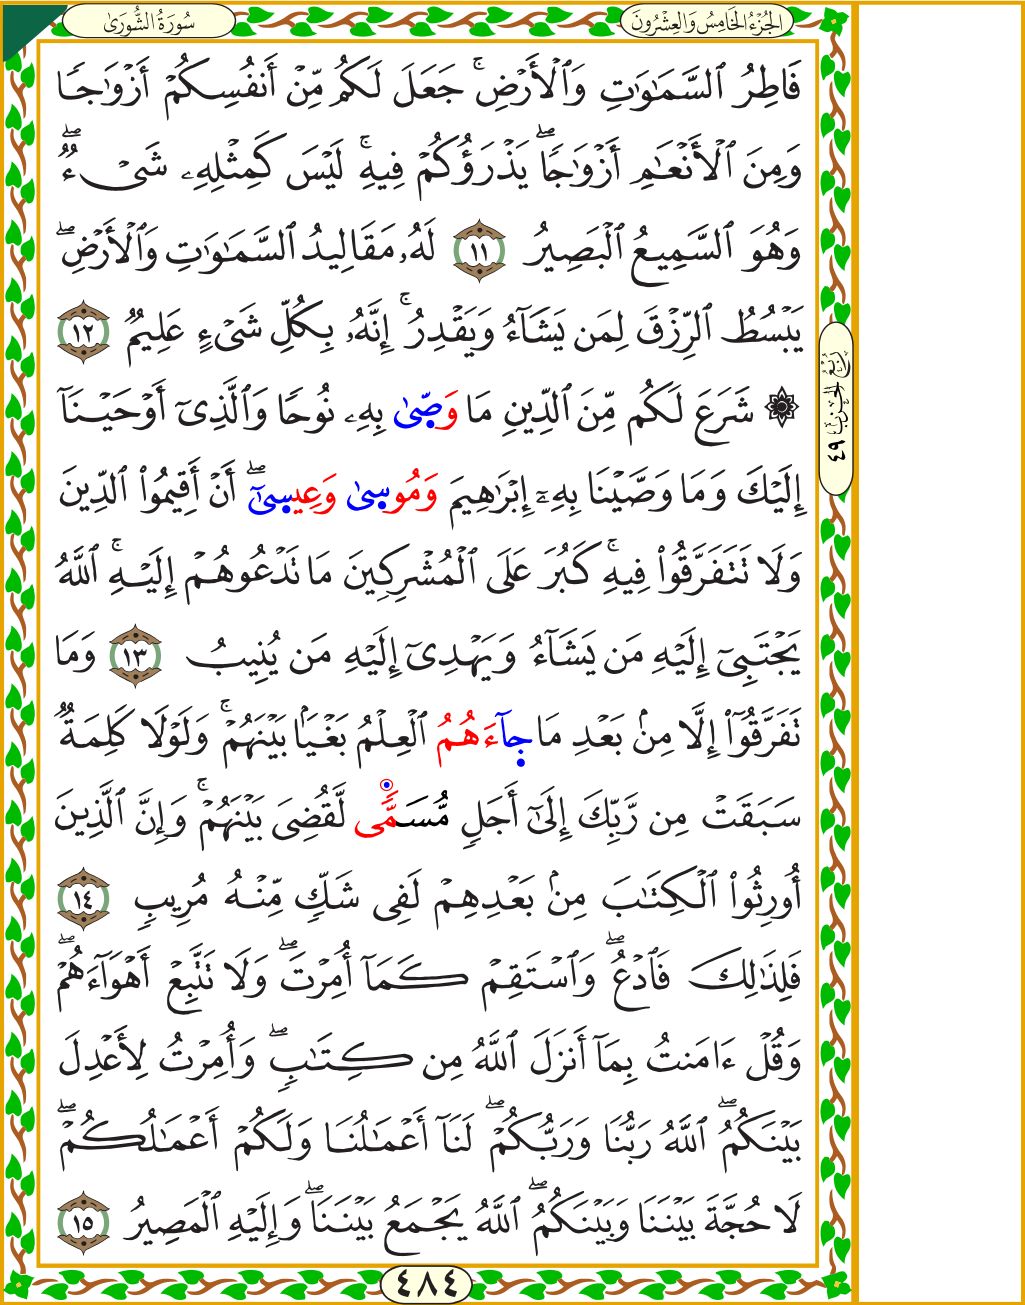 الجُزْءُ الخَامِسُ وَالعِشْرُونَ
سُورَةُ الشُّورَىٰ
فَاطِرُ ٱلسَّمَـٰوَٰتِ وَٱلْأَرْضِ ۚ جَعَلَ لَكُم مِّنْ أَنفُسِكُمْ أَزْوَٰجًا
وَمِنَ ٱلْأَنْعَـٰمِ أَزْوَٰجًا ۖ يَذْرَؤُكُمْ فِيهِ ۚ لَيْسَ كَمِثْلِهِۦ شَىْءٌ ۖ
وَهُوَ ٱلسَّمِيعُ ٱلْبَصِيرُ ١١ لَهُۥ مَقَالِيدُ ٱلسَّمَـٰوَٰتِ وَٱلْأَرْضِ ۖ
يَبْسُطُ ٱلرِّزْقَ لِمَن يَشَآءُ وَيَقْدِرُ ۚ إِنَّهُۥ بِكُلِّ شَىْءٍ عَلِيمٌ ١٢
۞ شَرَعَ لَكُم مِّنَ ٱلدِّينِ مَا وَصّ۪ىٰ بِهِۦ نُوحًا وَٱلَّذِىٓ أَوْحَيْنَآ
إِلَيْكَ وَمَا وَصَّيْنَا بِهِۦٓ إِبْرَٰهِيمَ وَمُوس۪ىٰ وَعِيس۪ىٰٓ ۖ أَنْ أَقِيمُوا۟ ٱلدِّينَ
وَلَا تَتَفَرَّقُوا۟ فِيهِ ۚ كَبُرَ عَلَى ٱلْمُشْرِكِينَ مَا تَدْعُوهُمْ إِلَيْهِ ۚ ٱللَّهُ
يَجْتَبِىٓ إِلَيْهِ مَن يَشَآءُ وَيَهْدِىٓ إِلَيْهِ مَن يُنِيبُ ١٣ وَمَا
تَفَرَّقُوٓا۟ إِلَّا مِنۢ بَعْدِ مَا ج۪آءَهُمُ ٱلْعِلْمُ بَغْيًۢا بَيْنَهُمْ ۚ وَلَوْلَا كَلِمَةٌ
سَبَقَتْ مِن رَّبِّكَ إِلَىٰٓ أَجَلٍ مُّسَمًّى لَّقُضِىَ بَيْنَهُمْ ۚ وَإِنَّ ٱلَّذِينَ
أُورِثُوا۟ ٱلْكِتَـٰبَ مِنۢ بَعْدِهِمْ لَفِى شَكٍّ مِّنْهُ مُرِيبٍ ١٤
فَلِذَٰلِكَ فَٱدْعُ ۖ وَٱسْتَقِمْ كَمَآ أُمِرْتَ ۖ وَلَا تَتَّبِعْ أَهْوَآءَهُمْ ۖ
وَقُلْ ءَامَنتُ بِمَآ أَنزَلَ ٱللَّهُ مِن كِتَـٰبٍ ۖ وَأُمِرْتُ لِأَعْدِلَ
بَيْنَكُمُ ۖ ٱللَّهُ رَبُّنَا وَرَبُّكُمْ ۖ لَنَآ أَعْمَـٰلُنَا وَلَكُمْ أَعْمَـٰلُكُمْ ۖ
لَا حُجَّةَ بَيْنَنَا وَبَيْنَكُمُ ۖ ٱللَّهُ يَجْمَعُ بَيْنَنَا ۖ وَإِلَيْهِ ٱلْمَصِيرُ ١٥
رُبْعُ الحِزْبِ ٤٩
٤٨٤